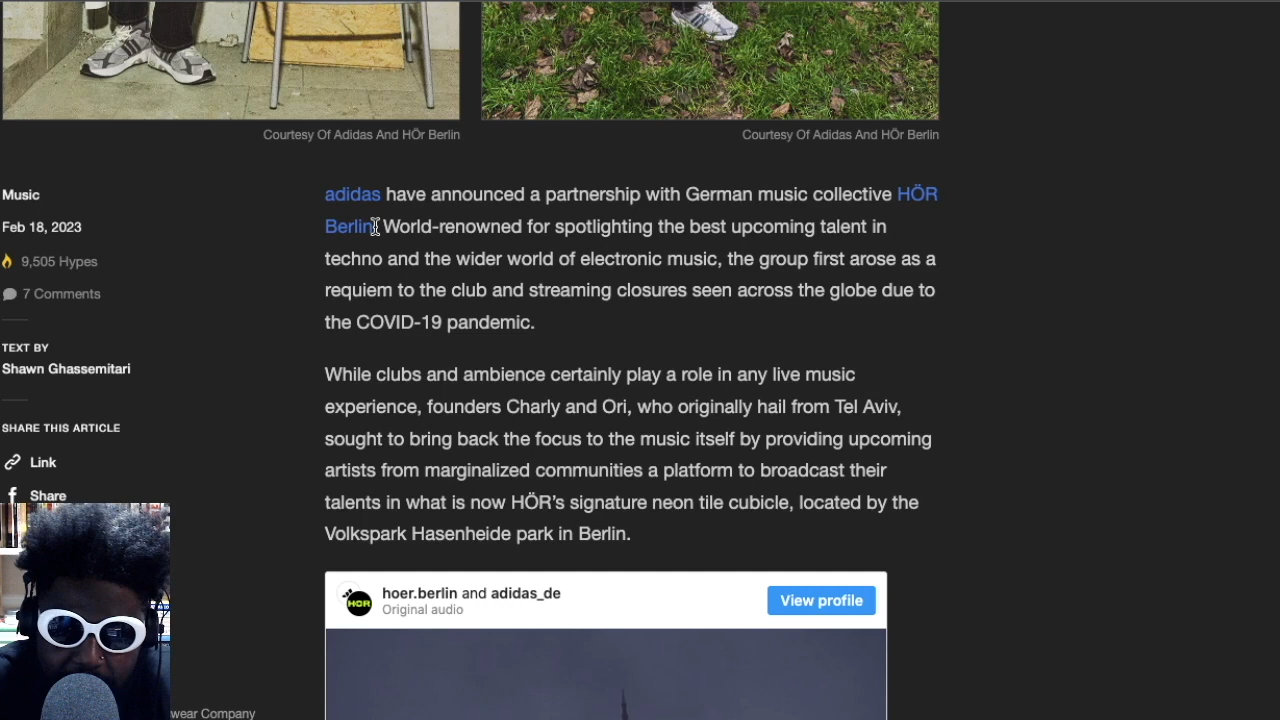 Courtesy Of Adidas And HÖr Berlin
Courtesy Of Adidas And HÖr Berlin
Music
Feb 18, 2023
9,505 Hypes
7 Comments
TEXT BY
Shawn Ghassemitari
SHARE THIS ARTICLE
Link
Share
adidas have announced a partnership with German music collective HÖR
Berlin. World-renowned for spotlighting the best upcoming talent in
techno and the wider world of electronic music, the group first arose as a
requiem to the club and streaming closures seen across the globe due to
the COVID-19 pandemic.
While clubs and ambience certainly play a role in any live music
experience, founders Charly and Ori, who originally hail from Tel Aviv,
sought to bring back the focus to the music itself by providing upcoming
artists from marginalized communities a platform to broadcast their
talents in what is now HÖR's signature neon tile cubicle, located by the
Volkspark Hasenheide park in Berlin.
HÖR
hoer.berlin and adidas_de
Original audio
View profile
wear Company